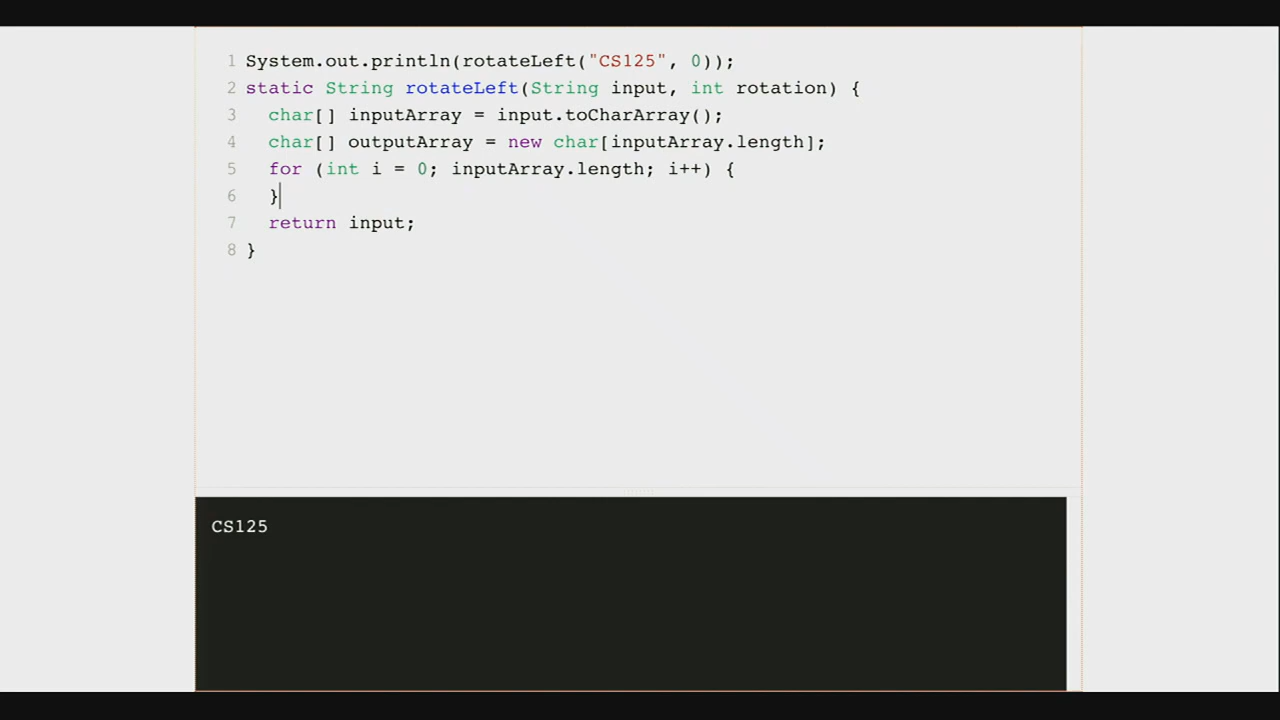 1 System.out.println(rotateLeft("CS125", 0));
2 static String rotateLeft(String input, int rotation) {
3 char[] inputArray = input.toCharArray();
4 char[] outputArray = new char[inputArray.length];
5 for (int i = 0; inputArray.length; i++) {
6 }
7 return input;
8 }
CS125